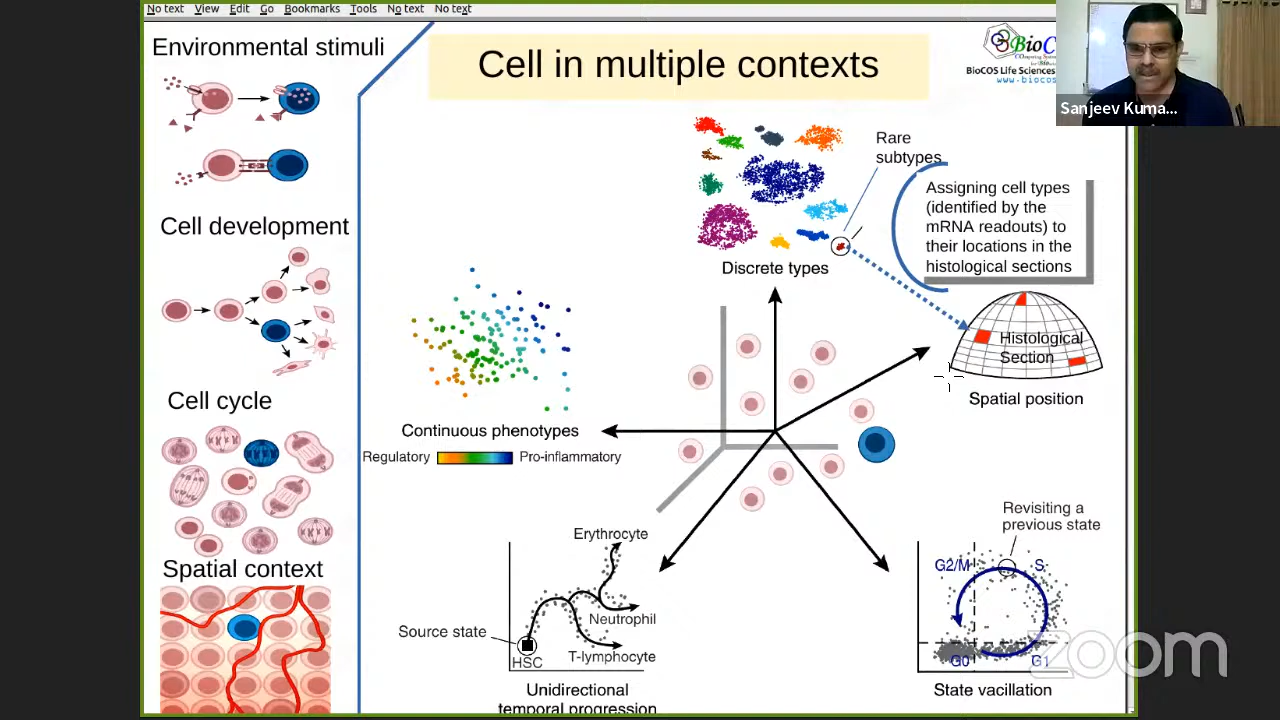 No text View Edit Go Bookmarks Tools No text No text
Environmental stimuli
Cell development
Cell cycle
Spatial context
Cell in multiple contexts
BioC
BioCOS Life Sciences
www.biocos
Sanjeev Kuma...
Rare
subtypes
Assigning cell types
(identified by the
mRNA readouts) to
their locations in the
histological sections
Discrete types
Histological
Section
Spatial position
Continuous phenotypes
Regulatory
Pro-inflammatory
Erythrocyte
Neutrophil
Source state
HSC
T-lymphocyte
Unidirectional
temporal progression
Revisiting a
previous state
G2/M
S
G0
G1
State vacillation
zoom